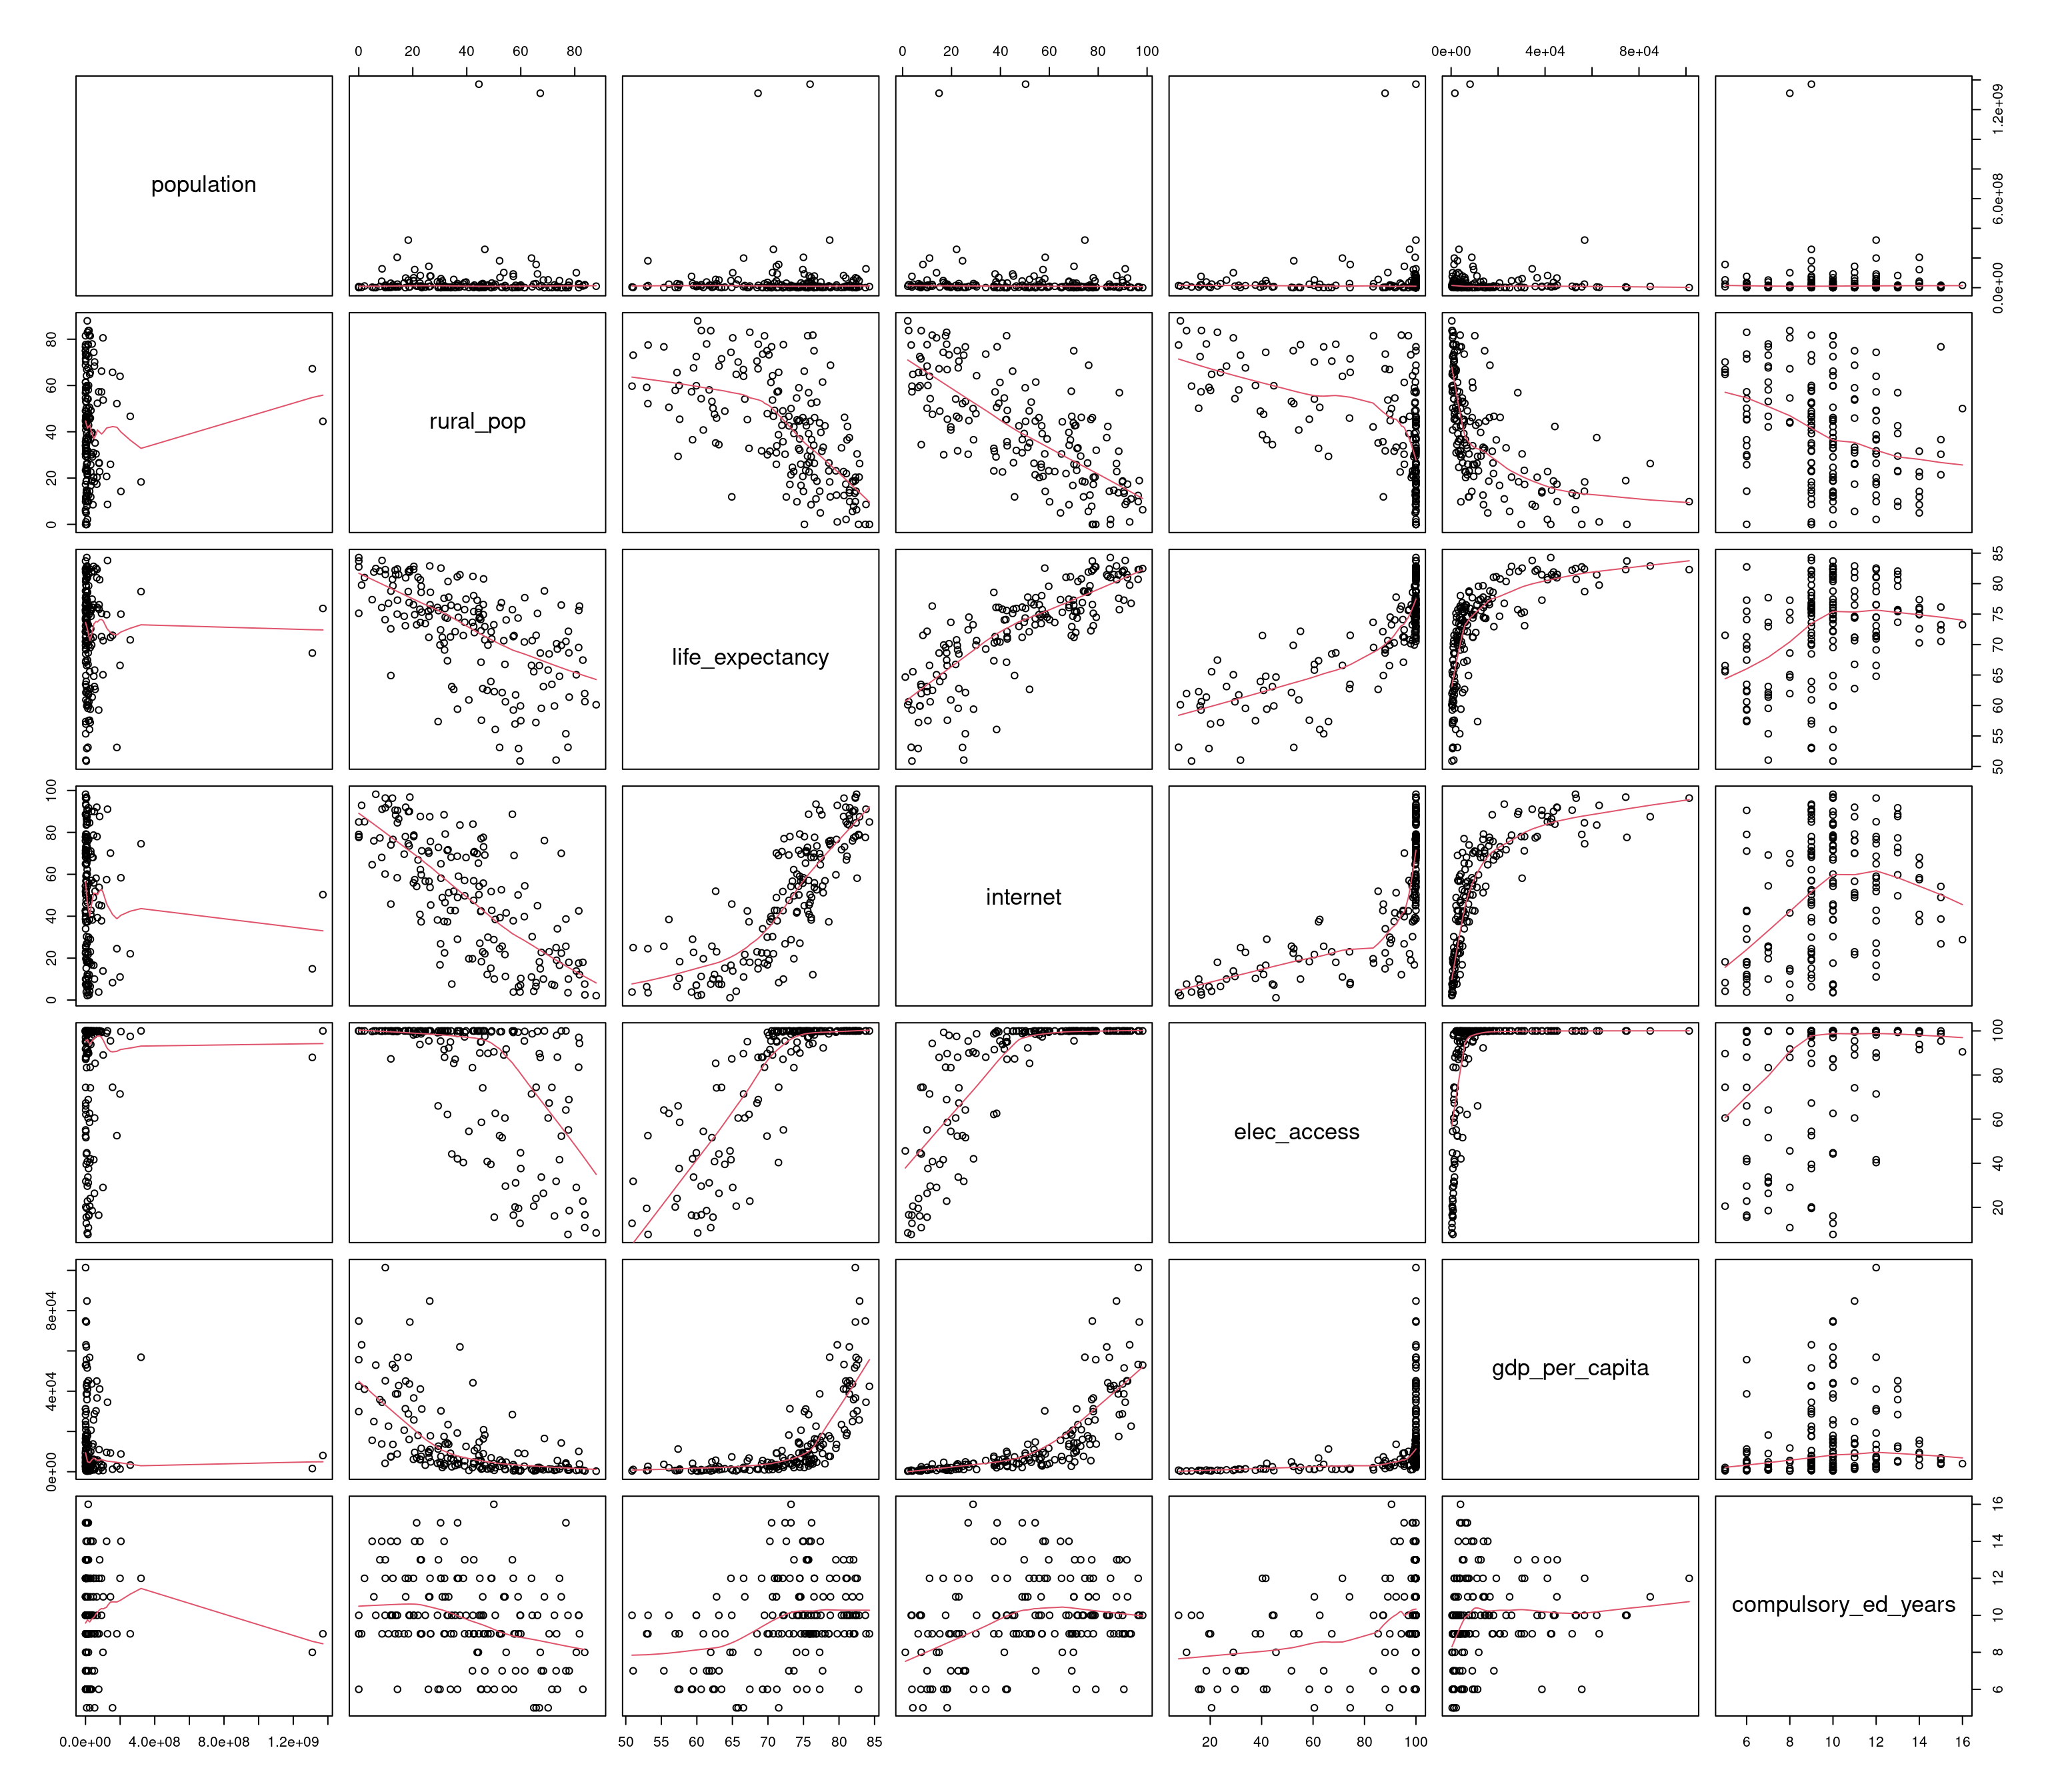 0 20 40 60 80
0 20 40 60 80 100
0e+00 4e+04 8e+04
population
0.0e+00 6.0e+08 1.2e+09
0 20 40 60 80
rural_pop
life_expectancy
50 55 60 65 70 75 80 85
0 20 40 60 80 100
internet
elec_access
20 40 60 80 100
0e+00 4e+04 8e+04
gdp_per_capita
compulsory_ed_years
6 8 10 12 14 16
0.0e+00 4.0e+08 8.0e+08 1.2e+09
50 55 60 65 70 75 80 85
20 40 60 80 100
6 8 10 12 14 16